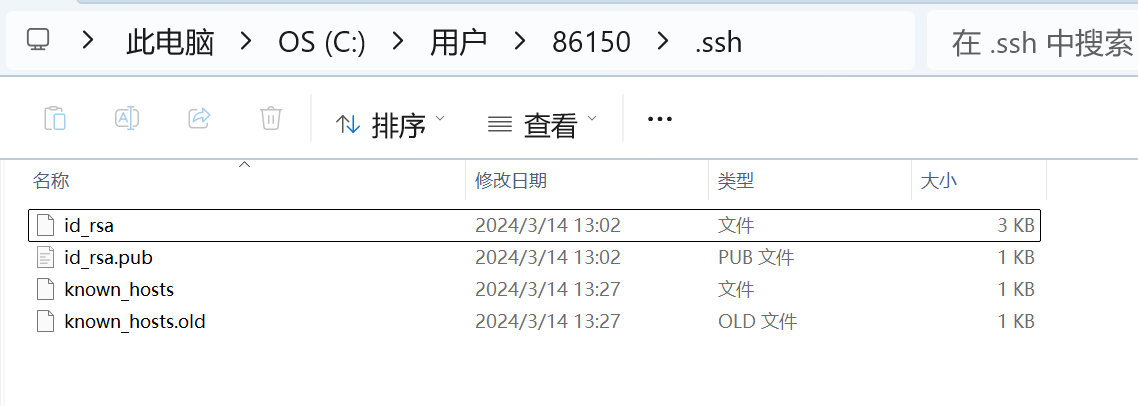 此电脑 OS (C:) 用户 86150 .ssh 在 .ssh 中搜索
排序 查看
名称 修改日期 类型 大小
id_rsa 2024/3/14 13:02 文件 3 KB
id_rsa.pub 2024/3/14 13:02 PUB 文件 1 KB
known_hosts 2024/3/14 13:27 文件 1 KB
known_hosts.old 2024/3/14 13:27 OLD 文件 1 KB